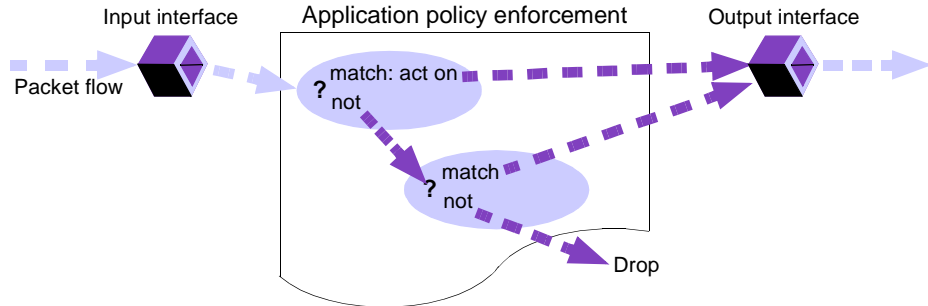 Input interface
Application policy enforcement
Output interface
Packet flow
? match: act on
not
? match
not
Drop